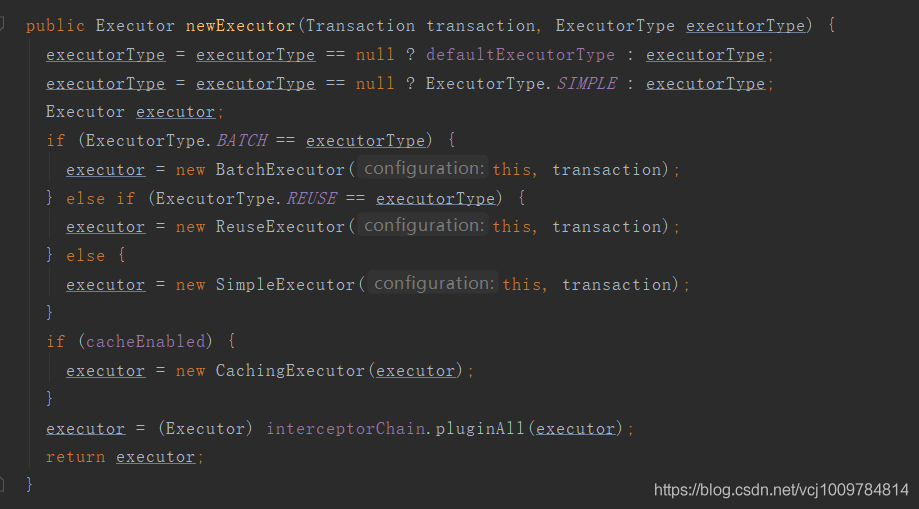 public Executor newExecutor(Transaction transaction, ExecutorType executorType) {
executorType = executorType == null ? defaultExecutorType : executorType;
executorType = executorType == null ? ExecutorType.SIMPLE : executorType;
Executor executor;
if (ExecutorType.BATCH == executorType) {
executor = new BatchExecutor( configuration: this, transaction);
} else if (ExecutorType.REUSE == executorType) {
executor = new ReuseExecutor( configuration: this, transaction);
} else {
executor = new SimpleExecutor( configuration: this, transaction);
}
if (cacheEnabled) {
executor = new CachingExecutor(executor);
}
executor = (Executor) interceptorChain.pluginAll(executor);
return executor;
}
https://blog.csdn.net/vcj1009784814